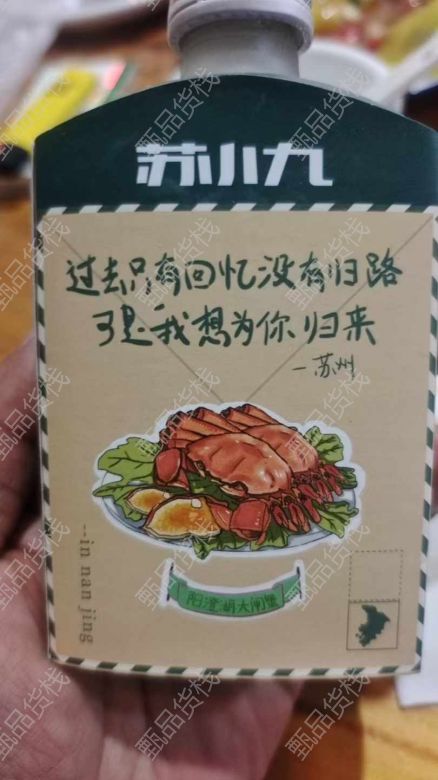 苏小九
过去只有回忆没有归路
可是我想为你归来
—苏州
阳澄湖大闸蟹
--in nan jing
甄品货栈